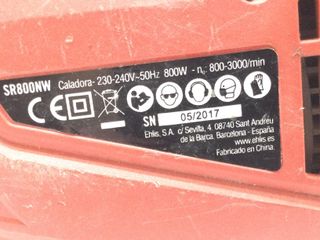 SR800NW Caladora- 230-240V~50Hz 800W - n.: 800-3000/min
CE
SN 05/2017
Ehlis. S.A. c/ Sevilla, 4. 08740 Sant Andreu
de la Barca. Barcelona - España
www.ehlis.es
Fabricado en China.